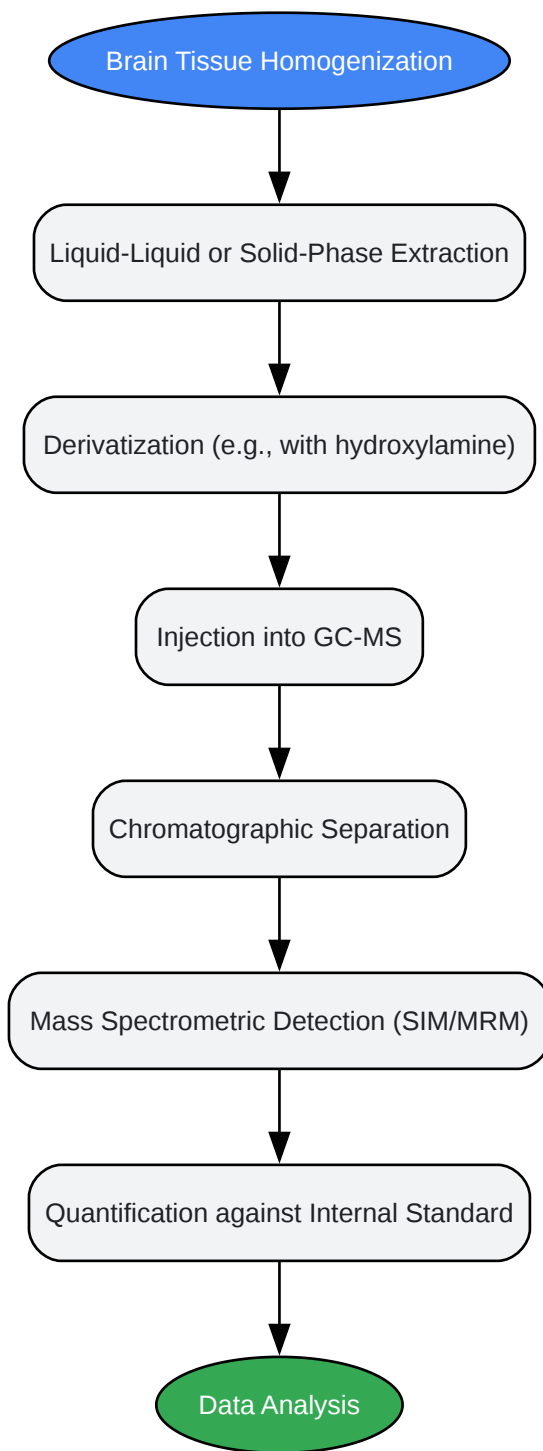 Brain Tissue Homogenization
Liquid-Liquid or Solid-Phase Extraction
Derivatization (e.g., with hydroxylamine)
Injection into GC-MS
Chromatographic Separation
Mass Spectrometric Detection (SIM/MRM)
Quantification against Internal Standard
Data Analysis